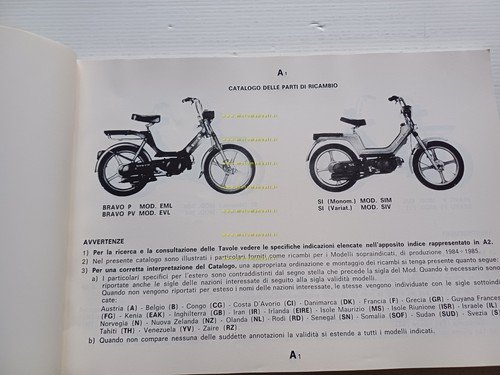 A1
CATALOGO DELLE PARTI DI RICAMBIO
BRAVO P MOD. EML
BRAVO PV MOD. EVL
SI (Monom.) MOD. SIM
SI (Variat.) MOD. SIV
AVVERTENZE
1) Per la ricerca e la consultazione delle Tavole vedere le specifiche indicazioni elencate nell'apposito indice rappresentato in A2.
2) Nel presente catalogo sono illustrati i particolari forniti come ricambi per i Modelli sopraindicati, di produzione 1984-1985.
3) Per una corretta interpretazione del Catalogo, una appropriata ordinazione e montaggio dei ricambi si tenga presente quanto segue:
a) I particolari specifici per l'estero sono contraddistinti dal segno stella che precede la sigla del Mod. Quando è necessario sono
riportate anche le sigle delle nazioni interessate di seguito alla sigla validità modelli.
Quando non vengono riportati per esteso i nomi delle nazioni interessate, le stesse vengono individuate con le sigle sottoindi-
cate:
Austria (A) - Belgio (B) - Congo (CG) - Costa D'Avorio (CI) - Danimarca (DK) - Francia (F) - Grecia (GR) - Guyana Francese
(FG) - Kenia (EAK) - Inghilterra (GB) - Iran (IR) - Irlanda (EIRE) - Isole Maurizio (MS) - Isole Riunione (ISR) - Israele (IL)
Norvegia (N) - Nuova Zelanda (NZ) - Olanda (NL) - Rodi (RD) - Senegal (SN) - Somalia (SOF) - Sudan (SUD) - Svezia (S)
Tahiti (TH) - Venezuela (YV) - Zaire (RZ)
b) Quando non compare nessuna delle suddette annotazioni la validità si estende a tutti i modelli indicati.
A1